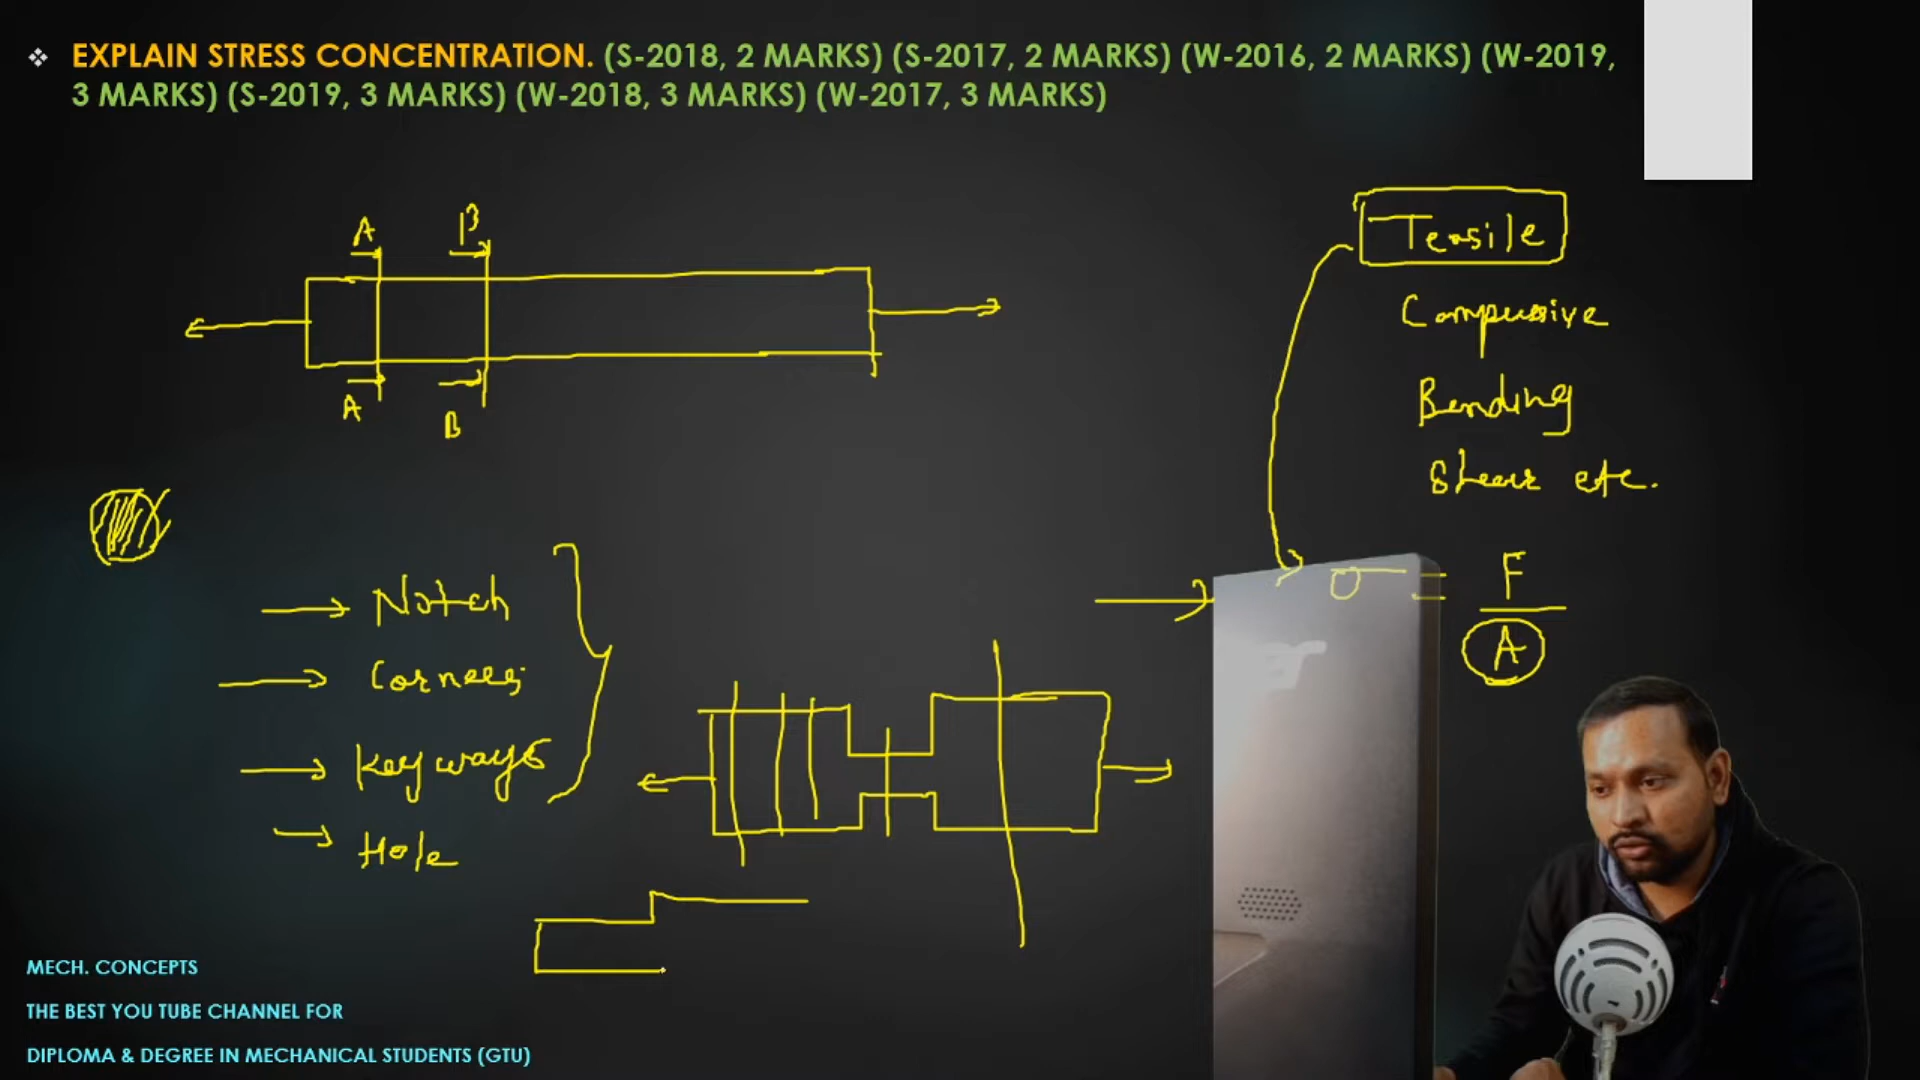 ❖ EXPLAIN STRESS CONCENTRATION. (S-2018, 2 MARKS) (S-2017, 2 MARKS) (W-2016, 2 MARKS) (W-2019,
3 MARKS) (S-2019, 3 MARKS) (W-2018, 3 MARKS) (W-2017, 3 MARKS)
A B
A B
Tensile
Compressive
Bending
Shear etc.
σ = F
A
→ Notch
→ Corners
→ Keyways
→ Hole
MECH. CONCEPTS
THE BEST YOU TUBE CHANNEL FOR
DIPLOMA & DEGREE IN MECHANICAL STUDENTS (GTU)